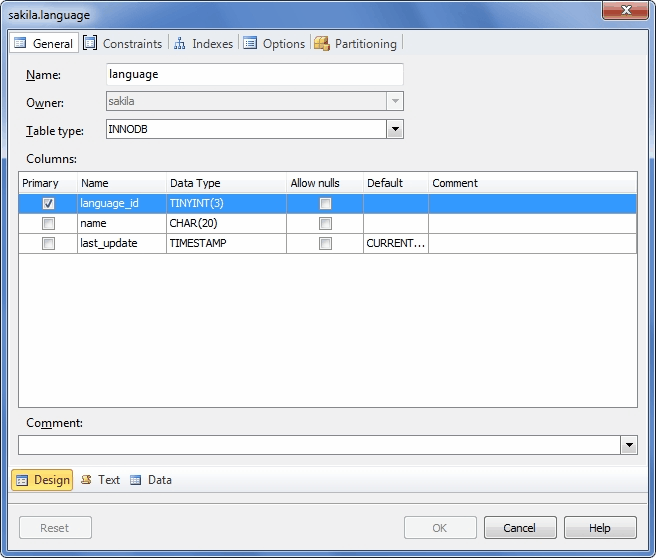 sakila.language
General Constraints Indexes Options Partitioning
Name: language
Owner: sakila
Table type: INNODB
Columns:
Primary Name Data Type Allow nulls Default Comment
language_id TINYINT(3)
name CHAR(20)
last_update TIMESTAMP CURRENT...
Comment:
Design Text Data
Reset OK Cancel Help